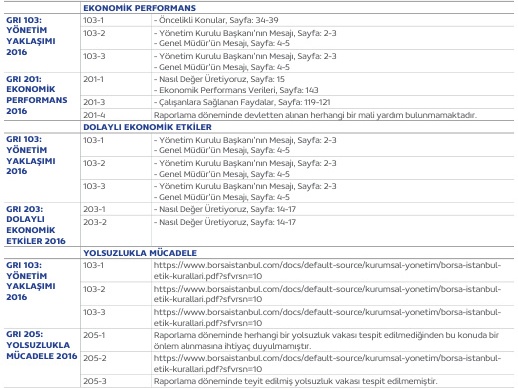 EKONOMİK PERFORMANS
GRI 103:
YÖNETİM
YAKLAŞIMI
2016
103-1
- Öncelikli Konular, Sayfa: 34-39
103-2
- Yönetim Kurulu Başkanı'nın Mesajı, Sayfa: 2-3
- Genel Müdür'ün Mesajı, Sayfa: 4-5
103-3
- Yönetim Kurulu Başkanı'nın Mesajı, Sayfa: 2-3
- Genel Müdür'ün Mesajı, Sayfa: 4-5
GRI 201:
EKONOMİK
PERFORMANS
2016
201-1
- Nasıl Değer Üretiyoruz, Sayfa: 15
- Ekonomik Performans Verileri, Sayfa: 143
201-3
- Çalışanlara Sağlanan Faydalar, Sayfa: 119-121
201-4
Raporlama döneminde devletten alınan herhangi bir mali yardım bulunmamaktadır.
DOLAYLI EKONOMİK ETKİLER
GRI 103:
YÖNETİM
YAKLAŞIMI
2016
103-1
- Yönetim Kurulu Başkanı'nın Mesajı, Sayfa: 2-3
- Genel Müdür'ün Mesajı, Sayfa: 4-5
103-2
- Yönetim Kurulu Başkanı'nın Mesajı, Sayfa: 2-3
- Genel Müdür'ün Mesajı, Sayfa: 4-5
103-3
- Yönetim Kurulu Başkanı'nın Mesajı, Sayfa: 2-3
- Genel Müdür'ün Mesajı, Sayfa: 4-5
GRI 203:
DOLAYLI
EKONOMİK
ETKİLER 2016
203-1
- Nasıl Değer Üretiyoruz, Sayfa: 14-17
203-2
- Nasıl Değer Üretiyoruz, Sayfa: 14-17
YOLSUZLUKLA MÜCADELE
GRI 103:
YÖNETİM
YAKLAŞIMI
2016
103-1
https://www.borsaistanbul.com/docs/default-source/kurumsal-yonetim/borsa-istanbul-
etik-kurallari.pdf?sfvrsn=10
103-2
https://www.borsaistanbul.com/docs/default-source/kurumsal-yonetim/borsa-istanbul-
etik-kurallari.pdf?sfvrsn=10
103-3
https://www.borsaistanbul.com/docs/default-source/kurumsal-yonetim/borsa-istanbul-
etik-kurallari.pdf?sfvrsn=10
GRI 205:
YOLSUZLUKLA
MÜCADELE 2016
205-1
Raporlama döneminde herhangi bir yolsuzluk vakası tespit edilmediğinden bu konuda bir
önlem alınmasına ihtiyaç duyulmamıştır.
205-2
https://www.borsaistanbul.com/docs/default-source/kurumsal-yonetim/borsa-istanbul-
etik-kurallari.pdf?sfvrsn=10
205-3
Raporlama döneminde teyit edilmiş yolsuzluk vakası tespit edilmemiştir.